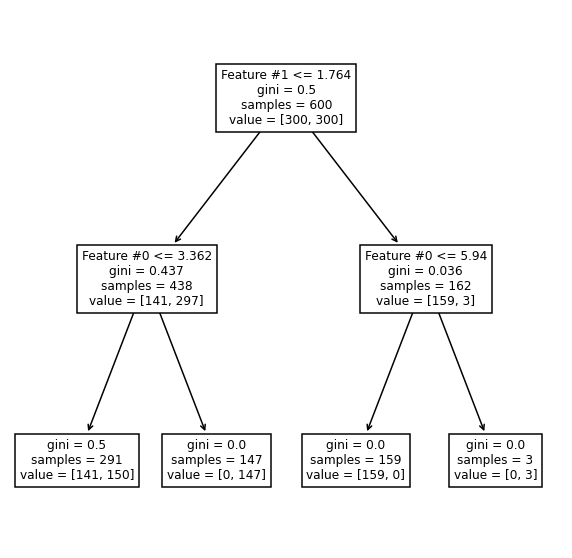 Feature #1 <= 1.764
gini = 0.5
samples = 600
value = [300, 300]
Feature #0 <= 3.362
gini = 0.437
samples = 438
value = [141, 297]
Feature #0 <= 5.94
gini = 0.036
samples = 162
value = [159, 3]
gini = 0.5
samples = 291
value = [141, 150]
gini = 0.0
samples = 147
value = [0, 147]
gini = 0.0
samples = 159
value = [159, 0]
gini = 0.0
samples = 3
value = [0, 3]